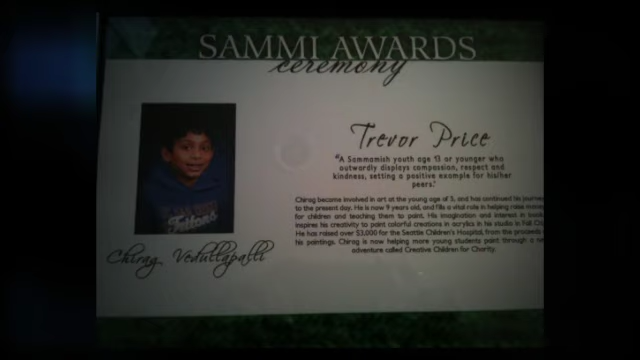 SAMMI AWARDS
ceremony
Trevor Price
"A Sammamish youth age 13 or younger who
outwardly displays compassion, respect and
kindness, setting a positive example for his/her
peers."
Chirag became involved in art at the young age of 3, and has continued his journey
to the present day. He is now 9 years old, and fills a vital role in helping raise
for children and teaching them to paint. His imagination and interest in
inspires his creativity to paint colorful creations in acrylics in his studio in Fall
He has raised over $3,000 for the Seattle Children's Hospital, from the proceeds
his paintings. Chirag is now helping more young students paint through a
adventure called Creative Children for Charity.
Titans
Chirag Vedullapalli